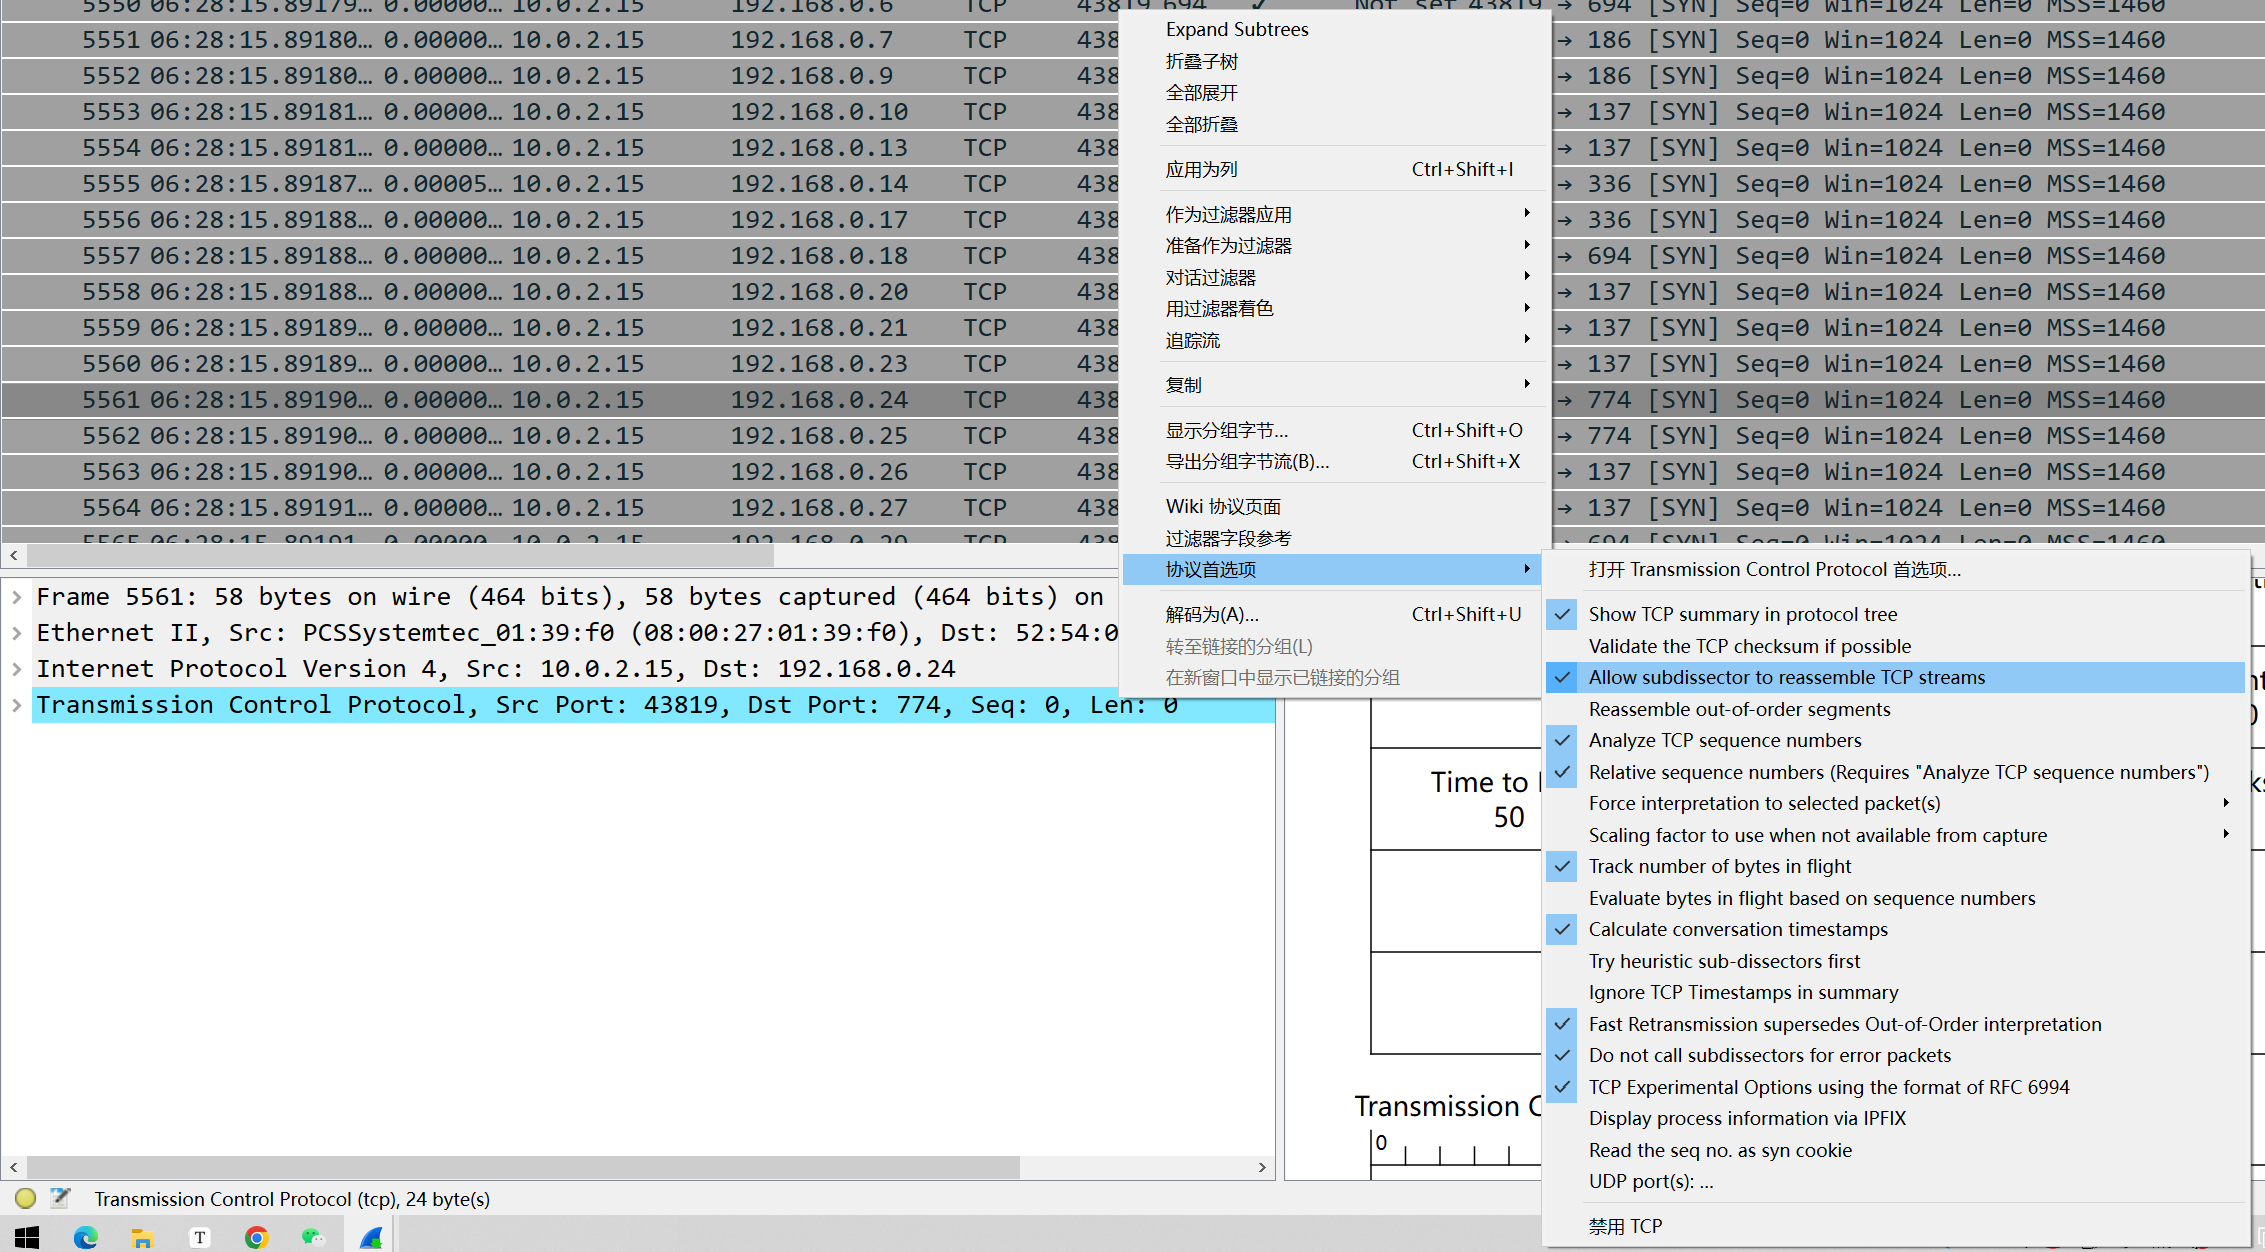 5550 06:28:15.89179… 0.00000… 10.0.2.15 192.168.0.6 TCP 43819 694 ✓ Not set 43819 → 694 [SYN] Seq=0 Win=1024 Len=0 MSS=1460
5551 06:28:15.89180… 0.00000… 10.0.2.15 192.168.0.7 TCP 438 → 186 [SYN] Seq=0 Win=1024 Len=0 MSS=1460
5552 06:28:15.89180… 0.00000… 10.0.2.15 192.168.0.9 TCP 438 → 186 [SYN] Seq=0 Win=1024 Len=0 MSS=1460
5553 06:28:15.89181… 0.00000… 10.0.2.15 192.168.0.10 TCP 438 → 137 [SYN] Seq=0 Win=1024 Len=0 MSS=1460
5554 06:28:15.89181… 0.00000… 10.0.2.15 192.168.0.13 TCP 438 → 137 [SYN] Seq=0 Win=1024 Len=0 MSS=1460
5555 06:28:15.89187… 0.00005… 10.0.2.15 192.168.0.14 TCP 438 → 336 [SYN] Seq=0 Win=1024 Len=0 MSS=1460
5556 06:28:15.89188… 0.00000… 10.0.2.15 192.168.0.17 TCP 438 → 336 [SYN] Seq=0 Win=1024 Len=0 MSS=1460
5557 06:28:15.89188… 0.00000… 10.0.2.15 192.168.0.18 TCP 438 → 694 [SYN] Seq=0 Win=1024 Len=0 MSS=1460
5558 06:28:15.89188… 0.00000… 10.0.2.15 192.168.0.20 TCP 438 → 137 [SYN] Seq=0 Win=1024 Len=0 MSS=1460
5559 06:28:15.89189… 0.00000… 10.0.2.15 192.168.0.21 TCP 438 → 137 [SYN] Seq=0 Win=1024 Len=0 MSS=1460
5560 06:28:15.89189… 0.00000… 10.0.2.15 192.168.0.23 TCP 438 → 137 [SYN] Seq=0 Win=1024 Len=0 MSS=1460
5561 06:28:15.89190… 0.00000… 10.0.2.15 192.168.0.24 TCP 438 → 774 [SYN] Seq=0 Win=1024 Len=0 MSS=1460
5562 06:28:15.89190… 0.00000… 10.0.2.15 192.168.0.25 TCP 438 → 774 [SYN] Seq=0 Win=1024 Len=0 MSS=1460
5563 06:28:15.89190… 0.00000… 10.0.2.15 192.168.0.26 TCP 438 → 137 [SYN] Seq=0 Win=1024 Len=0 MSS=1460
5564 06:28:15.89191… 0.00000… 10.0.2.15 192.168.0.27 TCP 438 → 137 [SYN] Seq=0 Win=1024 Len=0 MSS=1460
5565 06:28:15.89191… 0.00000… 10.0.2.15 192.168.0.29 TCP 438 → 694 [SYN] Seq=0 Win=1024 Len=0 MSS=1460
Expand Subtrees
折叠子树
全部展开
全部折叠
应用为列 Ctrl+Shift+I
作为过滤器应用
准备作为过滤器
对话过滤器
用过滤器着色
追踪流
复制
显示分组字节... Ctrl+Shift+O
导出分组字节流(B)... Ctrl+Shift+X
Wiki 协议页面
过滤器字段参考
协议首选项
解码为(A)... Ctrl+Shift+U
转至链接的分组(L)
在新窗口中显示已链接的分组
打开 Transmission Control Protocol 首选项...
Show TCP summary in protocol tree
Validate the TCP checksum if possible
Allow subdissector to reassemble TCP streams
Reassemble out-of-order segments
Analyze TCP sequence numbers
Relative sequence numbers (Requires "Analyze TCP sequence numbers")
Force interpretation to selected packet(s)
Scaling factor to use when not available from capture
Track number of bytes in flight
Evaluate bytes in flight based on sequence numbers
Calculate conversation timestamps
Try heuristic sub-dissectors first
Ignore TCP Timestamps in summary
Fast Retransmission supersedes Out-of-Order interpretation
Do not call subdissectors for error packets
TCP Experimental Options using the format of RFC 6994
Display process information via IPFIX
Read the seq no. as syn cookie
UDP port(s): ...
禁用 TCP
Frame 5561: 58 bytes on wire (464 bits), 58 bytes captured (464 bits) on
Ethernet II, Src: PCSSystemtec_01:39:f0 (08:00:27:01:39:f0), Dst: 52:54:0
Internet Protocol Version 4, Src: 10.0.2.15, Dst: 192.168.0.24
Transmission Control Protocol, Src Port: 43819, Dst Port: 774, Seq: 0, Len: 0
Time to
50
Transmission C
0
Transmission Control Protocol (tcp), 24 byte(s)
T